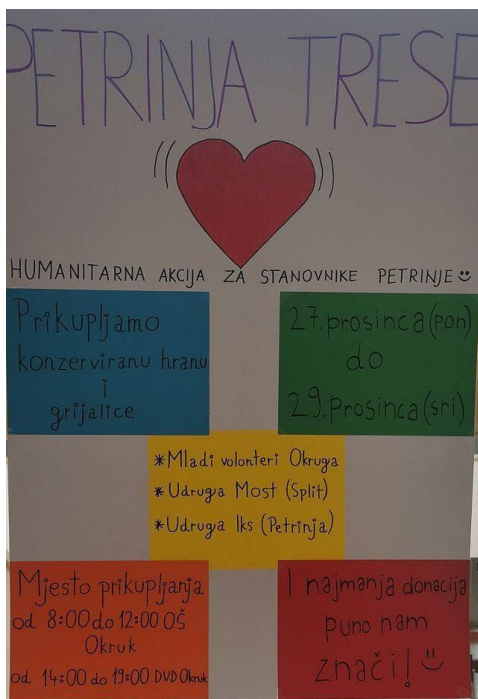 PETRINJA TRESE
HUMANITARNA AKCIJA ZA STANOVNIKE PETRINJE
Prikupljamo
konzerviranu hranu
i
grijalice
27. prosinca (pon)
do
29. Prosinca (sri)
*Mladi volonteri Okruga
*Udruga Most (Split)
*Udruga Iks (Petrinja)
Mjesto prikupljanja
od 8:00 do 12:00 OŠ
Okruk
od 14:00 do 19:00 DVD Okruk
I najmanja donacija
puno nam
znači!